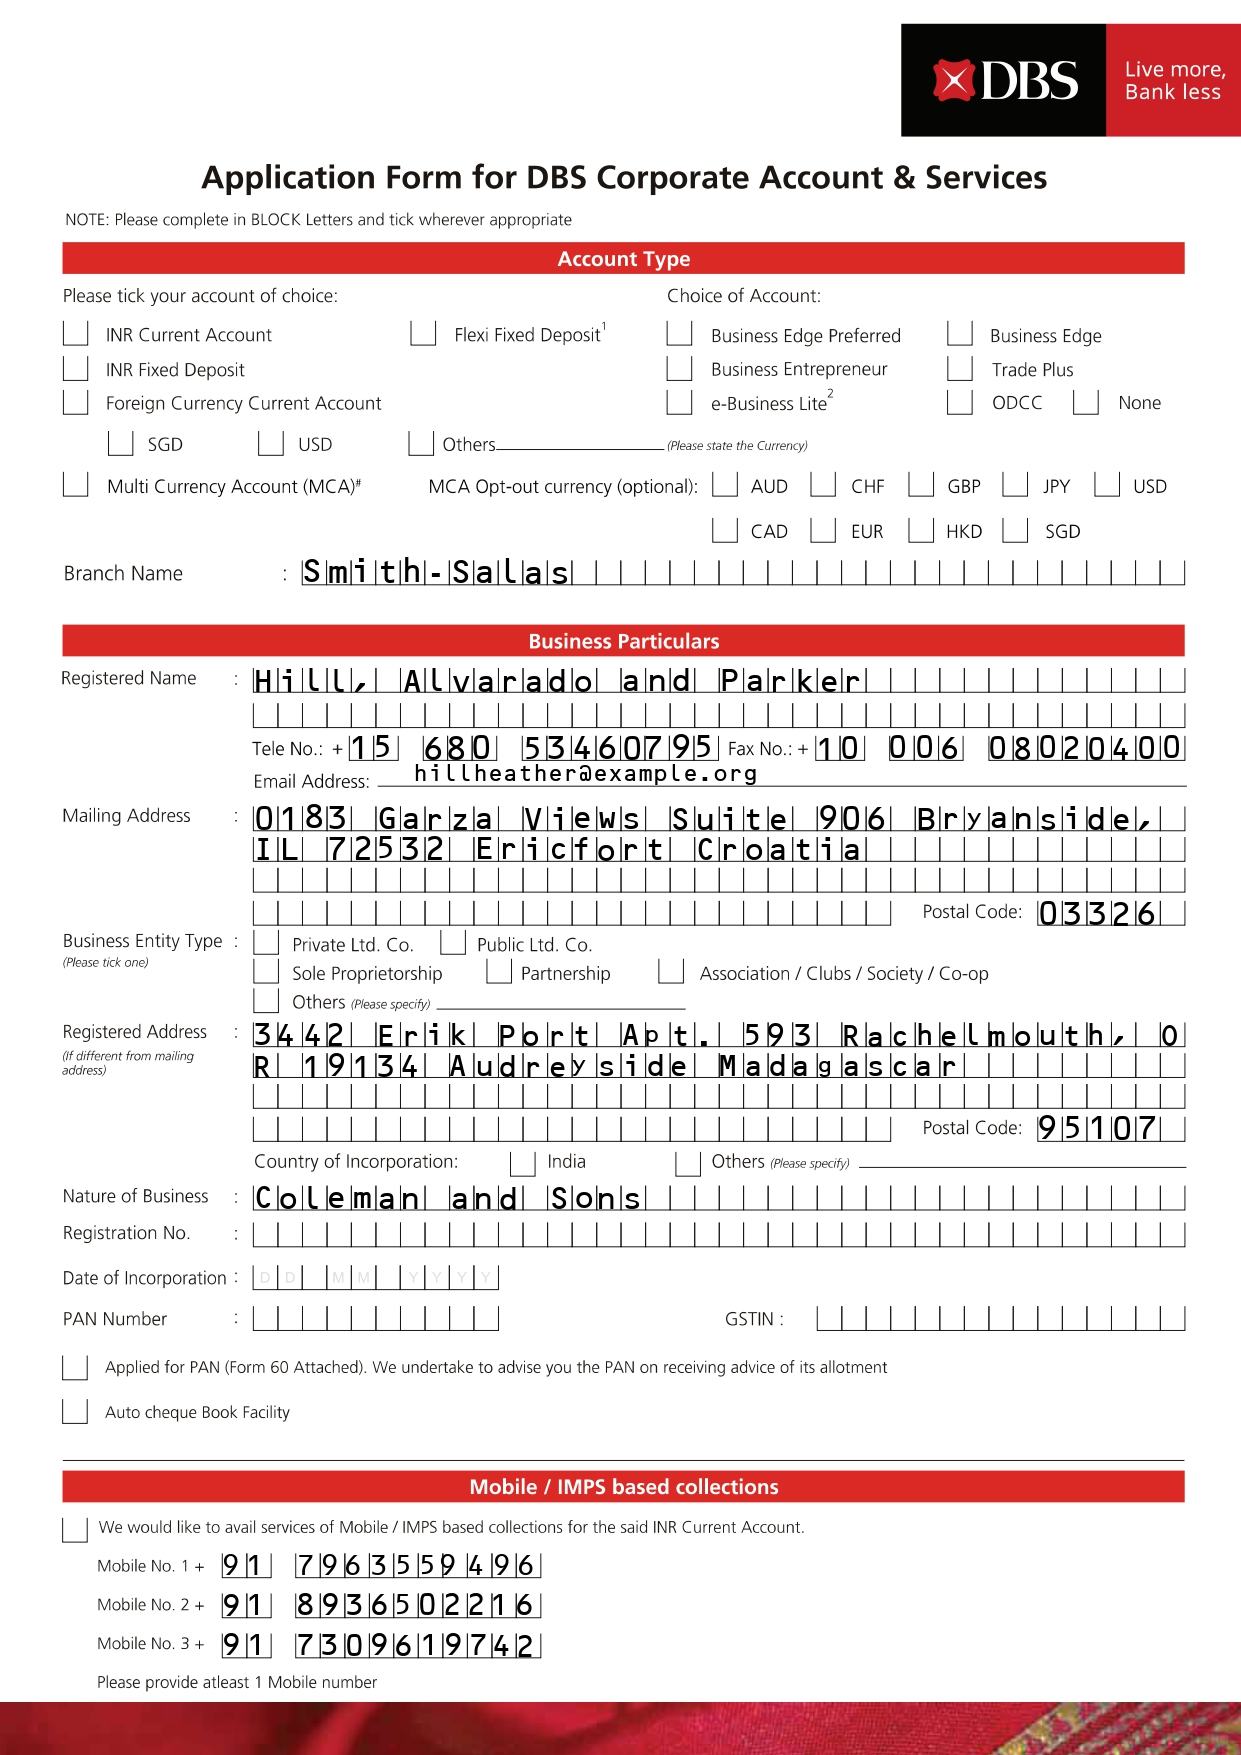 DBS
Live more,
Bank less
Application Form for DBS Corporate Account & Services
NOTE: Please complete in BLOCK Letters and tick wherever appropriate
Account Type
Please tick your account of choice: Choice of Account:
INR Current Account Flexi Fixed Deposit1 Business Edge Preferred Business Edge
INR Fixed Deposit Business Entrepreneur Trade Plus
Foreign Currency Current Account e-Business Lite2 ODCC None
SGD USD Others (Please state the Currency)
Multi Currency Account (MCA)# MCA Opt-out currency (optional): AUD CHF GBP JPY USD
CAD EUR HKD SGD
Branch Name : Smith-Salas
Business Particulars
Registered Name : Hill, Alvarado and Parker
Tele No.: + 15 680 53460795 Fax No.: + 10 006 08020400
Email Address: hillheather@example.org
Mailing Address : 0183 Garza Views Suite 906 Bryanside,
IL 72532 Ericfort Croatia
Postal Code: 03326
Business Entity Type : Private Ltd. Co. Public Ltd. Co.
(Please tick one)
Sole Proprietorship Partnership Association / Clubs / Society / Co-op
Others (Please specify)
Registered Address : 3442 Erik Port Apt. 593 Rachelmouth, O
(If different from mailing address) R 19134 Audreyside Madagascar
Postal Code: 95107
Country of Incorporation: India Others (Please specify)
Nature of Business : Coleman and Sons
Registration No. :
Date of Incorporation : D D M M Y Y Y Y
PAN Number : GSTIN :
Applied for PAN (Form 60 Attached). We undertake to advise you the PAN on receiving advice of its allotment
Auto cheque Book Facility
Mobile / IMPS based collections
We would like to avail services of Mobile / IMPS based collections for the said INR Current Account.
Mobile No. 1 + 91 7963559496
Mobile No. 2 + 91 8936502216
Mobile No. 3 + 91 7309619742
Please provide atleast 1 Mobile number